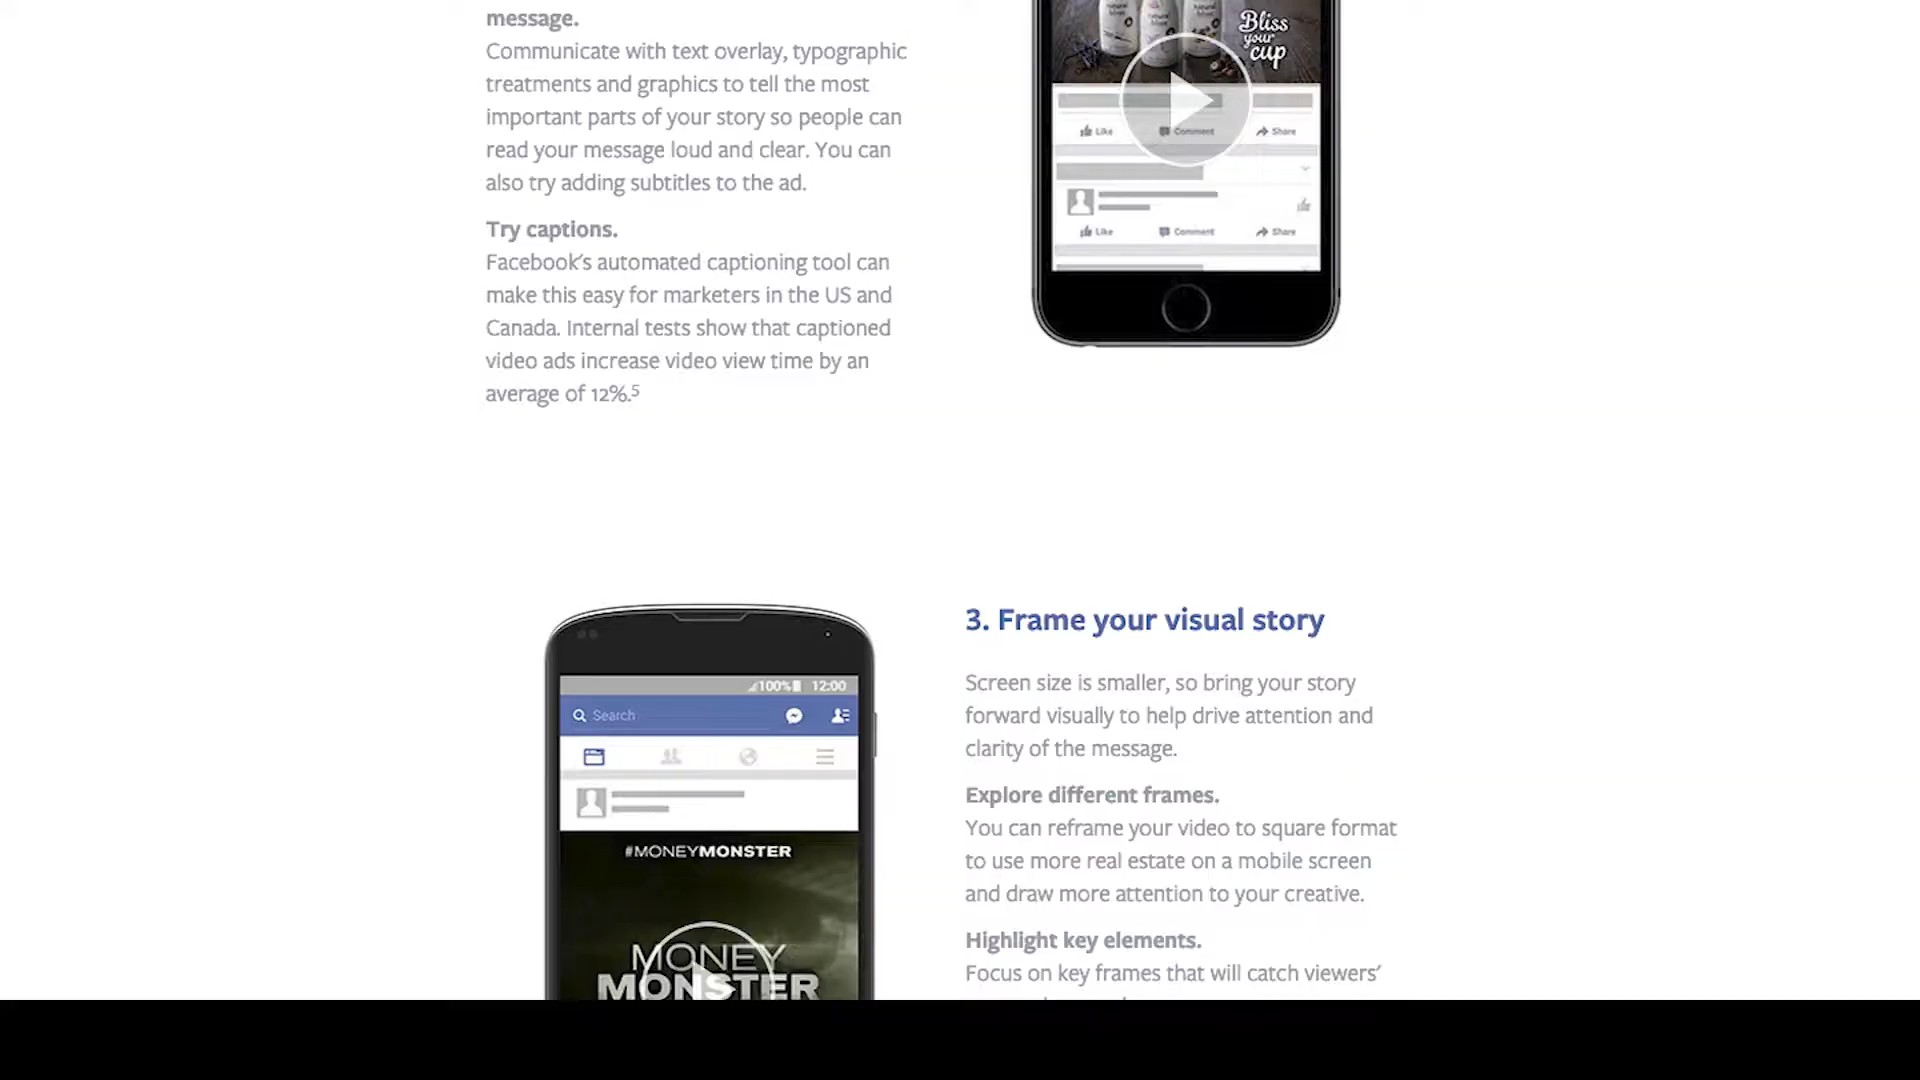 message.
Communicate with text overlay, typographic
treatments and graphics to tell the most
important parts of your story so people can
read your message loud and clear. You can
also try adding subtitles to the ad.
Try captions.
Facebook's automated captioning tool can
make this easy for marketers in the US and
Canada. Internal tests show that captioned
video ads increase video view time by an
average of 12%.⁵
natural
bliss
Bliss
your
cup
Like Comment Share
Like Comment Share
100% 12:00
Search
#MONEYMONSTER
MONEY
MONSTER
3. Frame your visual story
Screen size is smaller, so bring your story
forward visually to help drive attention and
clarity of the message.
Explore different frames.
You can reframe your video to square format
to use more real estate on a mobile screen
and draw more attention to your creative.
Highlight key elements.
Focus on key frames that will catch viewers'